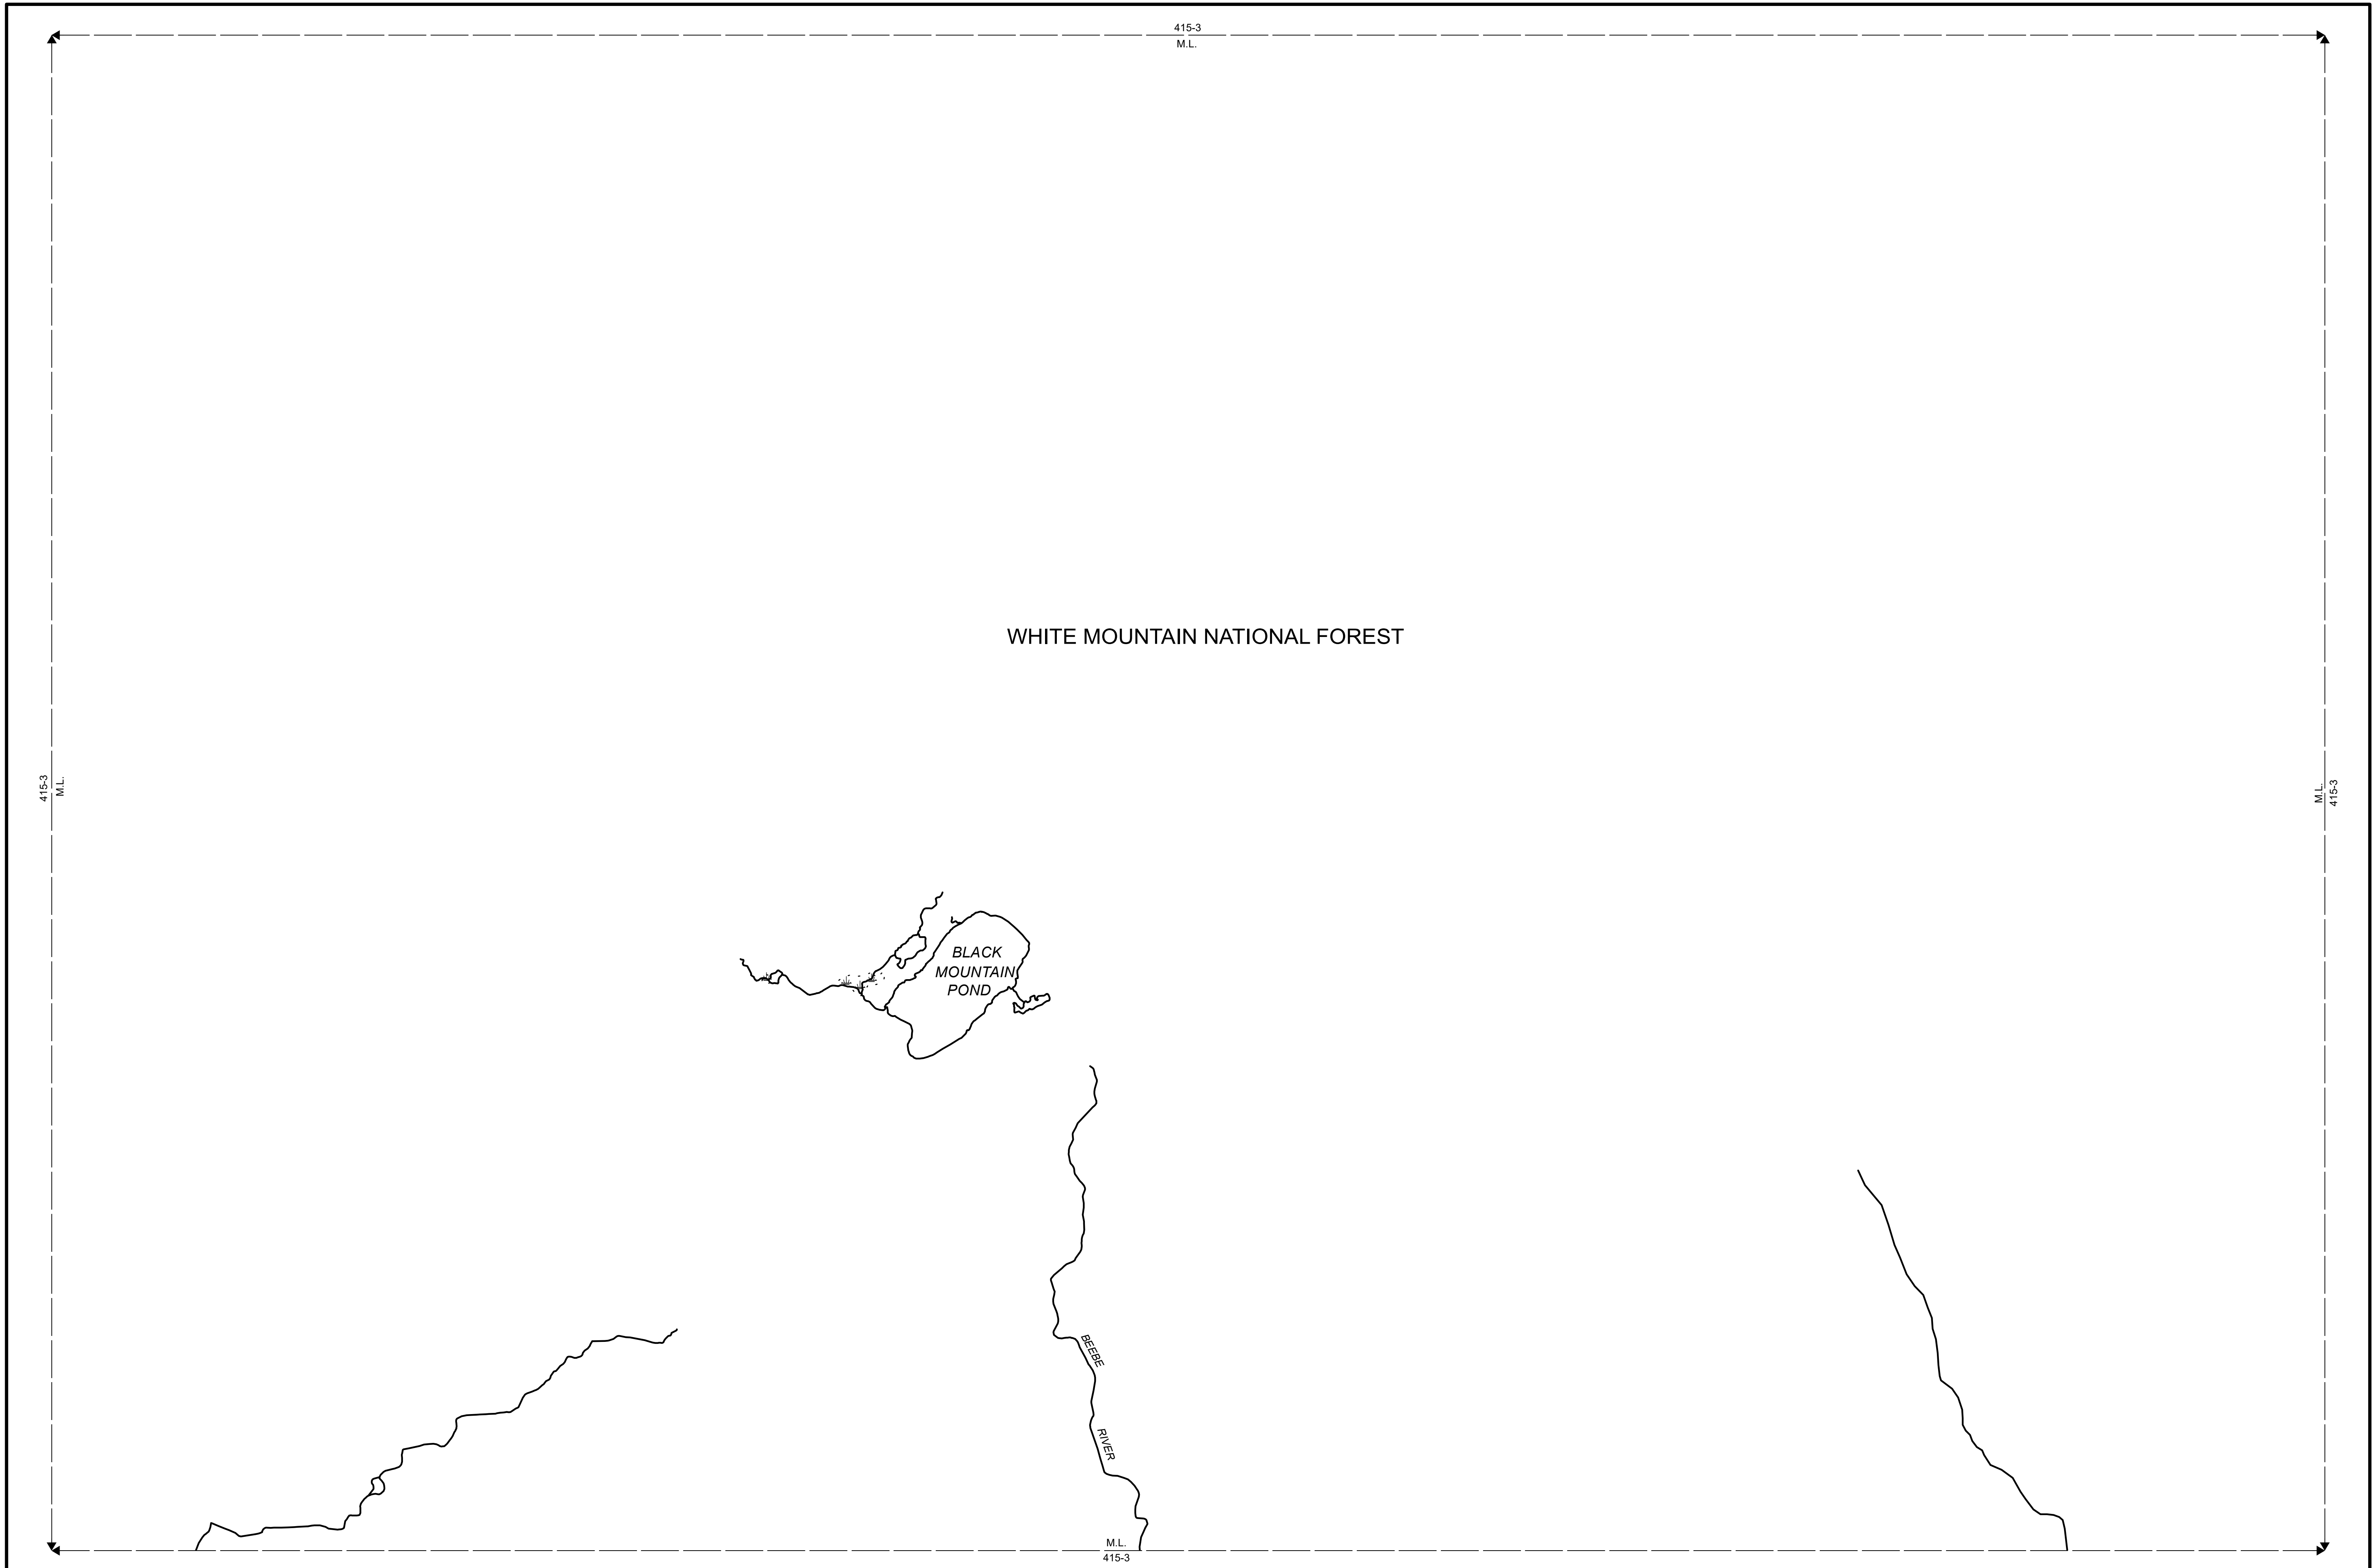 415-3
M.L.
WHITE MOUNTAIN NATIONAL FOREST
415-3
M.L.
M.L.
415-3
BLACK
MOUNTAIN
POND
BEEBE
RIVER
M.L.
415-3